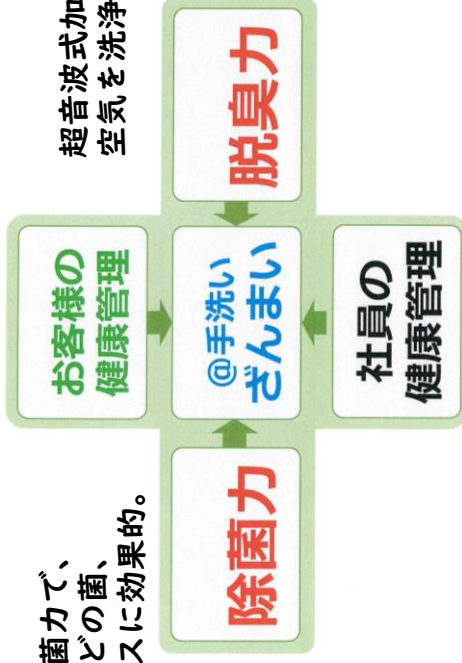 菌力で、
どの菌、
スに効果的。
お客様の
健康管理
超音波式加
空気を洗浄
除菌力
@手洗い
ざんまい
脱臭力
社員の
健康管理